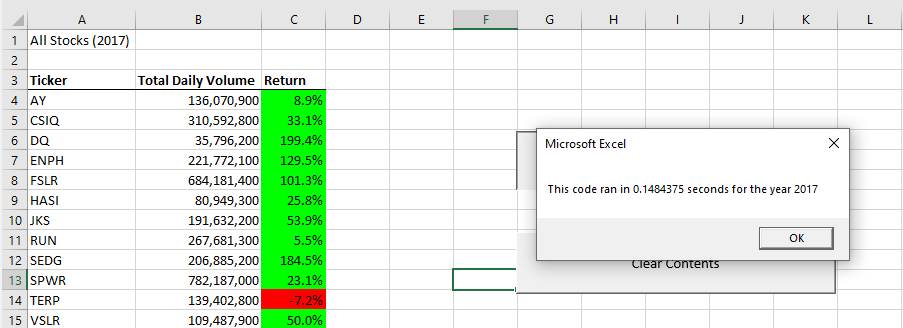 A B C D E F G H I J K L
1 All Stocks (2017)
2
3 Ticker Total Daily Volume Return
4 AY 136,070,900 8.9%
5 CSIQ 310,592,800 33.1%
6 DQ 35,796,200 199.4%
7 ENPH 221,772,100 129.5%
8 FSLR 684,181,400 101.3%
9 HASI 80,949,300 25.8%
10 JKS 191,632,200 53.9%
11 RUN 267,681,300 5.5%
12 SEDG 206,885,200 184.5%
13 SPWR 782,187,000 23.1%
14 TERP 139,402,800 -7.2%
15 VSLR 109,487,900 50.0%
Microsoft Excel
This code ran in 0.1484375 seconds for the year 2017
OK
Clear Contents